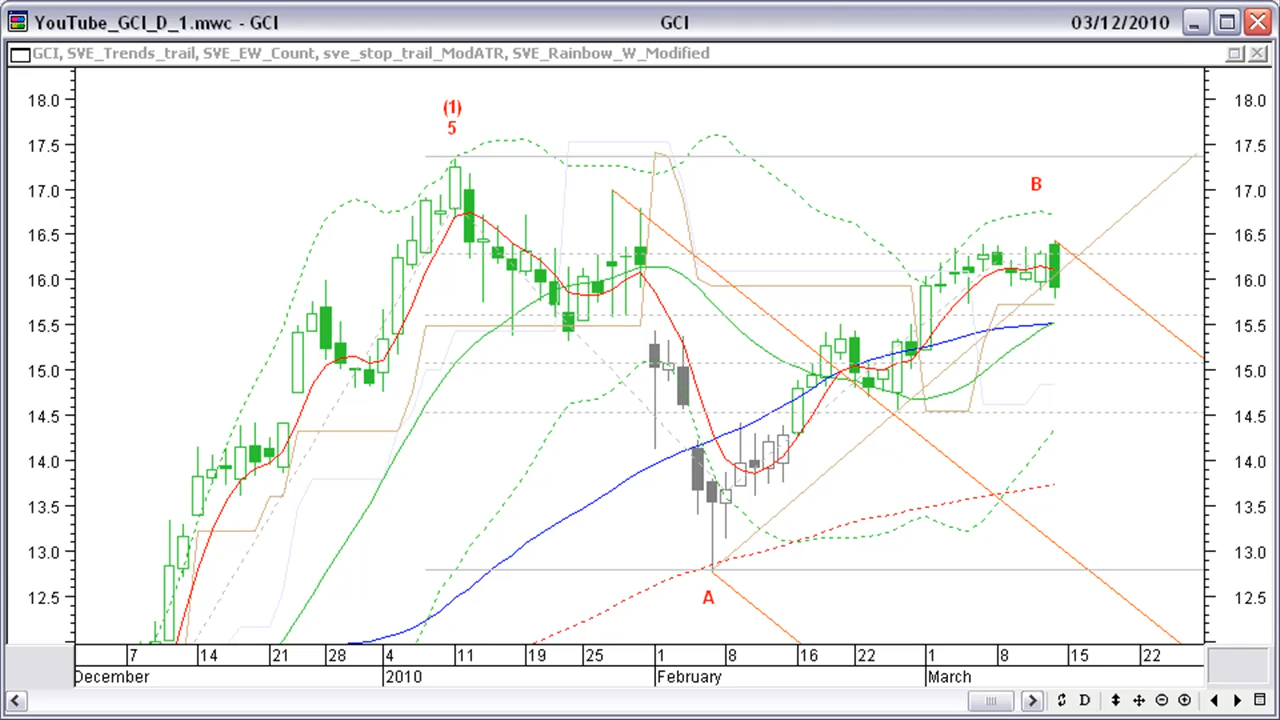 YouTube_GCI_D_1.mwc - GCI GCI 03/12/2010
GCI, SVE_Trends_trail, SVE_EW_Count, sve_stop_trail_ModATR, SVE_Rainbow_W_Modified
18.0 (1) 18.0
5
17.5 17.5
17.0 B 17.0
16.5 16.5
16.0 16.0
15.5 15.5
15.0 15.0
14.5 14.5
14.0 14.0
13.5 13.5
13.0 13.0
12.5 A 12.5
7 14 21 28 4 11 19 25 1 8 16 22 1 8 15 22
December 2010 February March
D